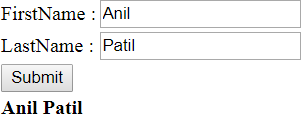 FirstName : Anil
LastName : Patil
Submit
Anil Patil